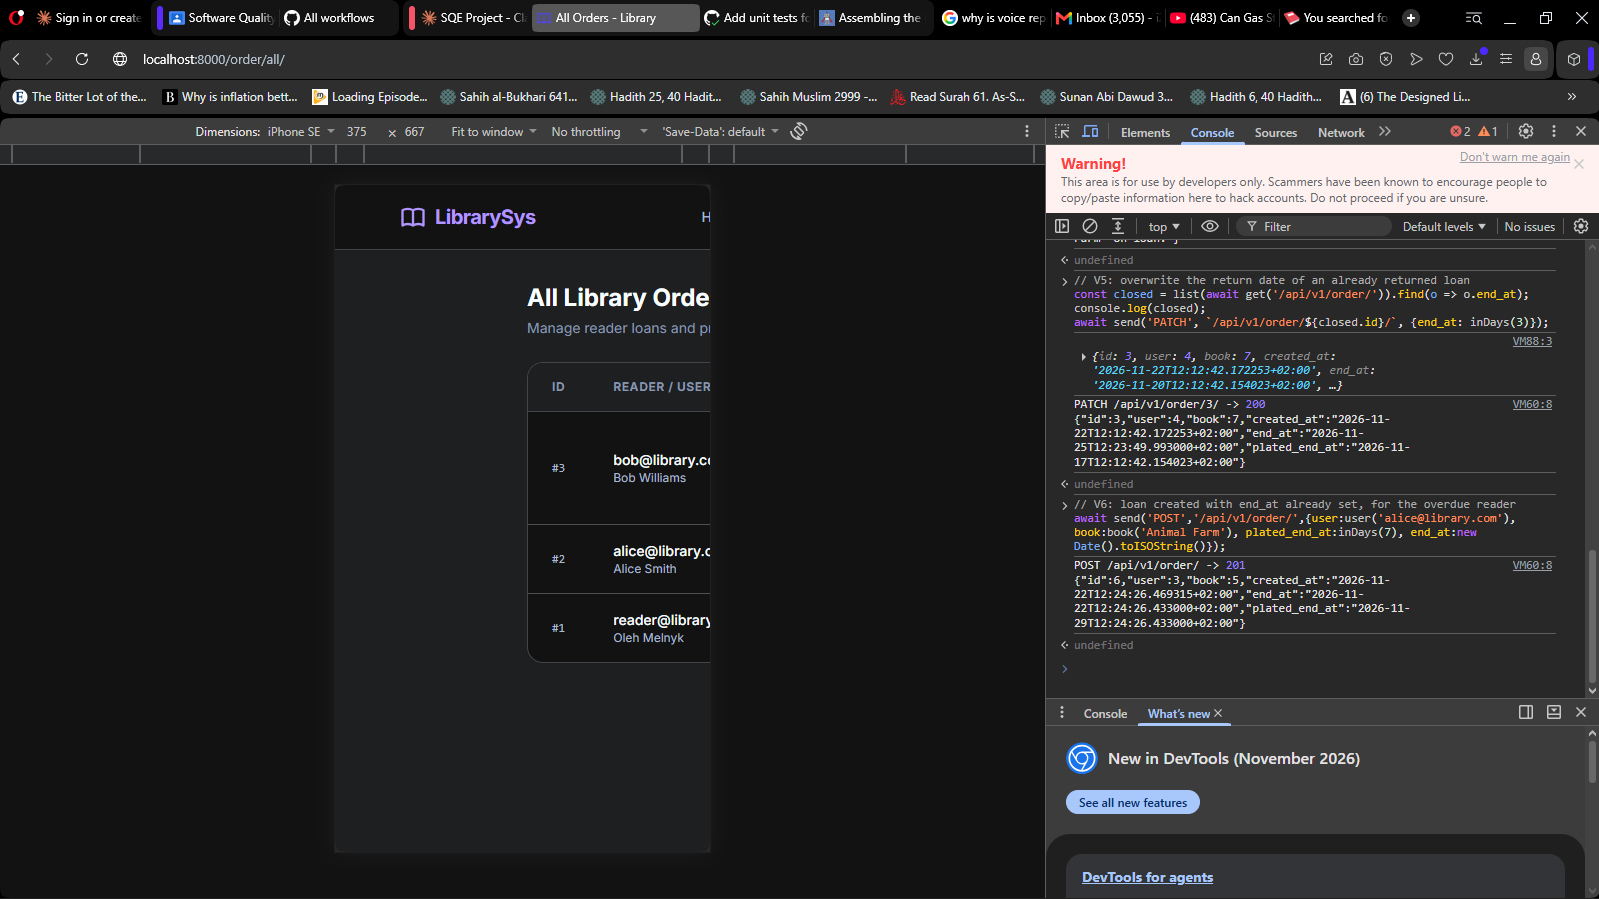 Sign in or create
Software Quality
All workflows
SQE Project - Cl
All Orders - Library
Add unit tests fo
Assembling the
why is voice rep
Inbox (3,055) - i
(483) Can Gas S
You searched fo
localhost:8000/order/all/
The Bitter Lot of the...
Why is inflation bett...
Loading Episode...
Sahih al-Bukhari 641...
Hadith 25, 40 Hadit...
Sahih Muslim 2999 -...
Read Surah 61. As-S...
Sunan Abi Dawud 3...
Hadith 6, 40 Hadith...
(6) The Designed Li...
Dimensions: iPhone SE 375 × 667 Fit to window No throttling 'Save-Data': default
LibrarySys
H
All Library Orde
Manage reader loans and pr
ID READER / USER
#3 bob@library.co
Bob Williams
#2 alice@library.c
Alice Smith
#1 reader@library
Oleh Melnyk
Elements Console Sources Network 2 1
Warning!
Don't warn me again
This area is for use by developers only. Scammers have been known to encourage people to
copy/paste information here to hack accounts. Do not proceed if you are unsure.
top Filter Default levels No issues
undefined
// V5: overwrite the return date of an already returned loan
const closed = list(await get('/api/v1/order/')).find(o => o.end_at);
console.log(closed);
await send('PATCH', `/api/v1/order/${closed.id}/`, {end_at: inDays(3)});
VM88:3
{id: 3, user: 4, book: 7, created_at:
'2026-11-22T12:12:42.172253+02:00', end_at:
'2026-11-20T12:12:42.154023+02:00', …}
PATCH /api/v1/order/3/ -> 200 VM60:8
{"id":3,"user":4,"book":7,"created_at":"2026-11-
22T12:12:42.172253+02:00","end_at":"2026-11-
25T12:23:49.993000+02:00","plated_end_at":"2026-11-
17T12:12:42.154023+02:00"}
undefined
// V6: loan created with end_at already set, for the overdue reader
await send('POST','/api/v1/order/',{user:user('alice@library.com'),
book:book('Animal Farm'), plated_end_at:inDays(7), end_at:new
Date().toISOString()});
POST /api/v1/order/ -> 201 VM60:8
{"id":6,"user":3,"book":5,"created_at":"2026-11-
22T12:24:26.469315+02:00","end_at":"2026-11-
22T12:24:26.433000+02:00","plated_end_at":"2026-11-
29T12:24:26.433000+02:00"}
undefined
Console What's new
New in DevTools (November 2026)
See all new features
DevTools for agents